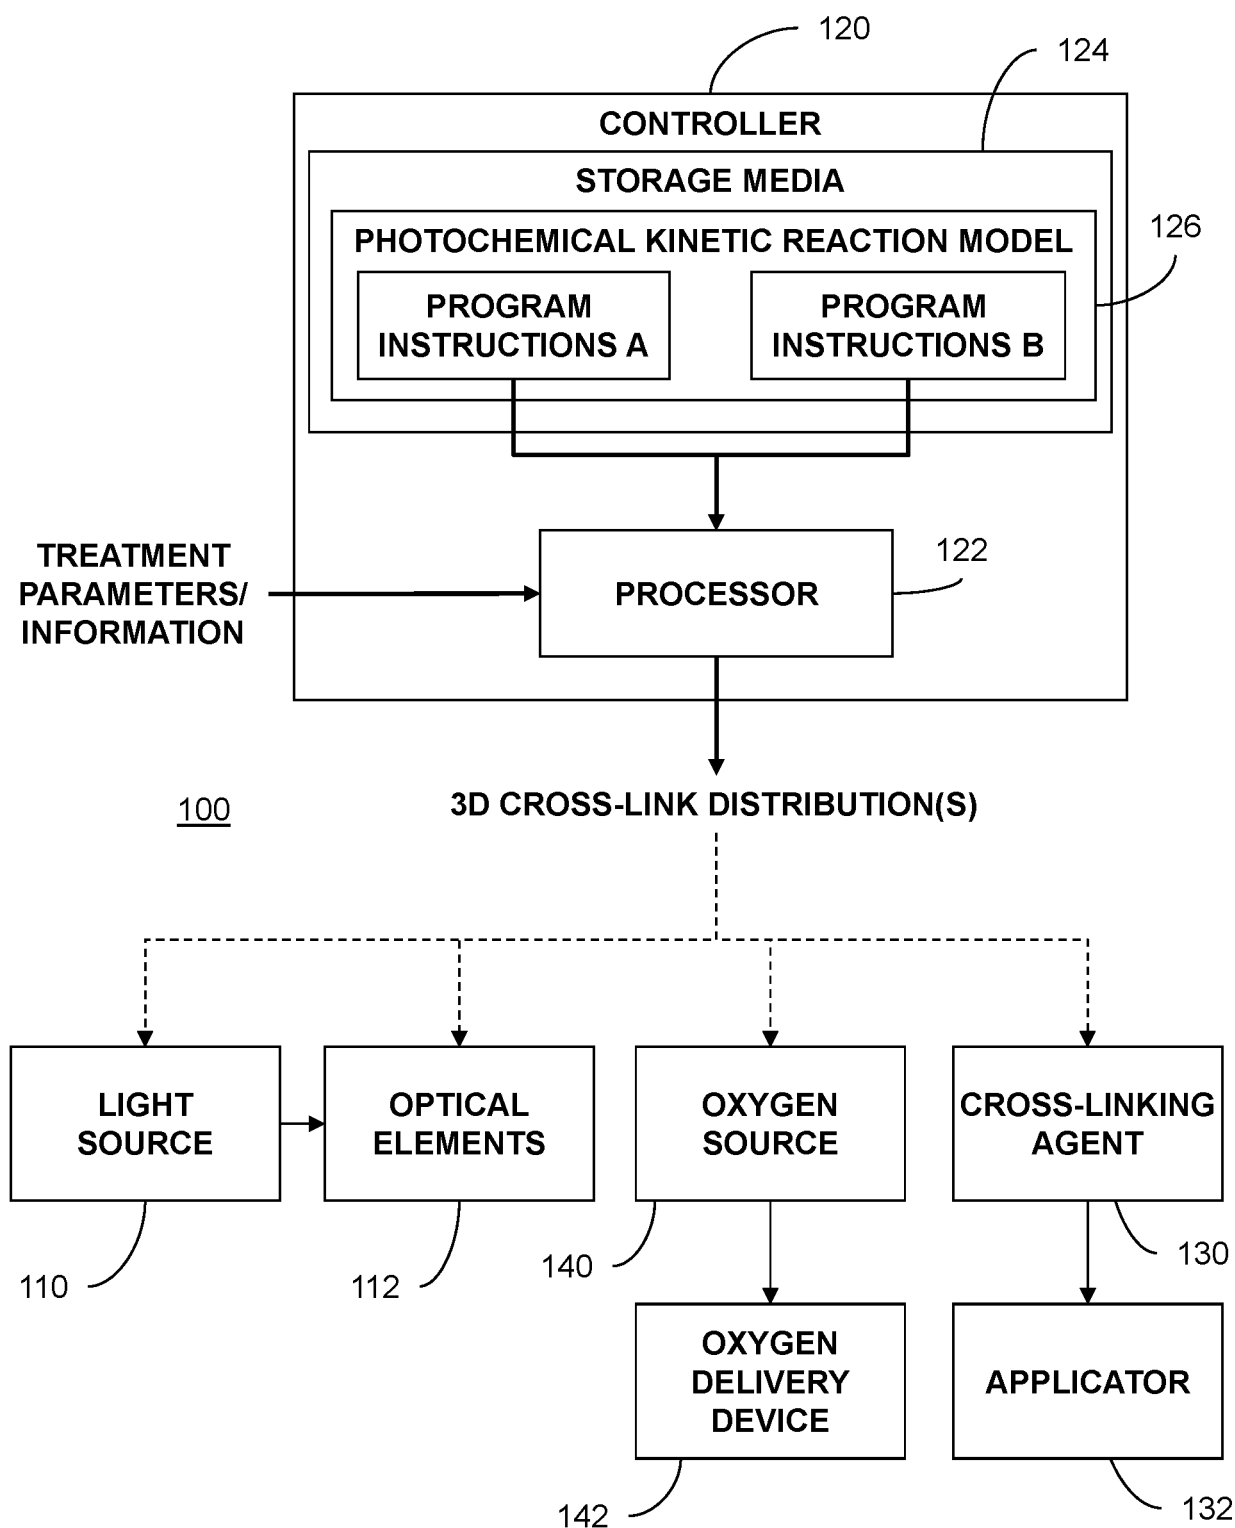 120
124
CONTROLLER
STORAGE MEDIA
PHOTOCHEMICAL KINETIC REACTION MODEL
126
PROGRAM
INSTRUCTIONS A
PROGRAM
INSTRUCTIONS B
TREATMENT
PARAMETERS/
INFORMATION
PROCESSOR
122
100
3D CROSS-LINK DISTRIBUTION(S)
LIGHT
SOURCE
OPTICAL
ELEMENTS
OXYGEN
SOURCE
CROSS-LINKING
AGENT
110
112
140
130
OXYGEN
DELIVERY
DEVICE
APPLICATOR
142
132